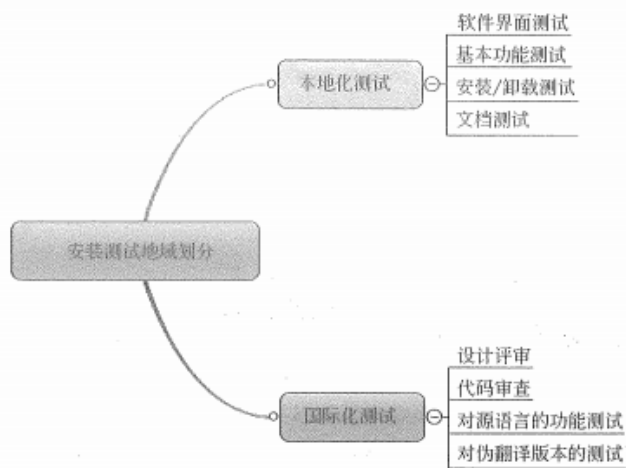 安装测试地域划分
本地化测试
软件界面测试
基本功能测试
安装/卸载测试
文档测试
国际化测试
设计评审
代码审查
对源语言的功能测试
对伪翻译版本的测试